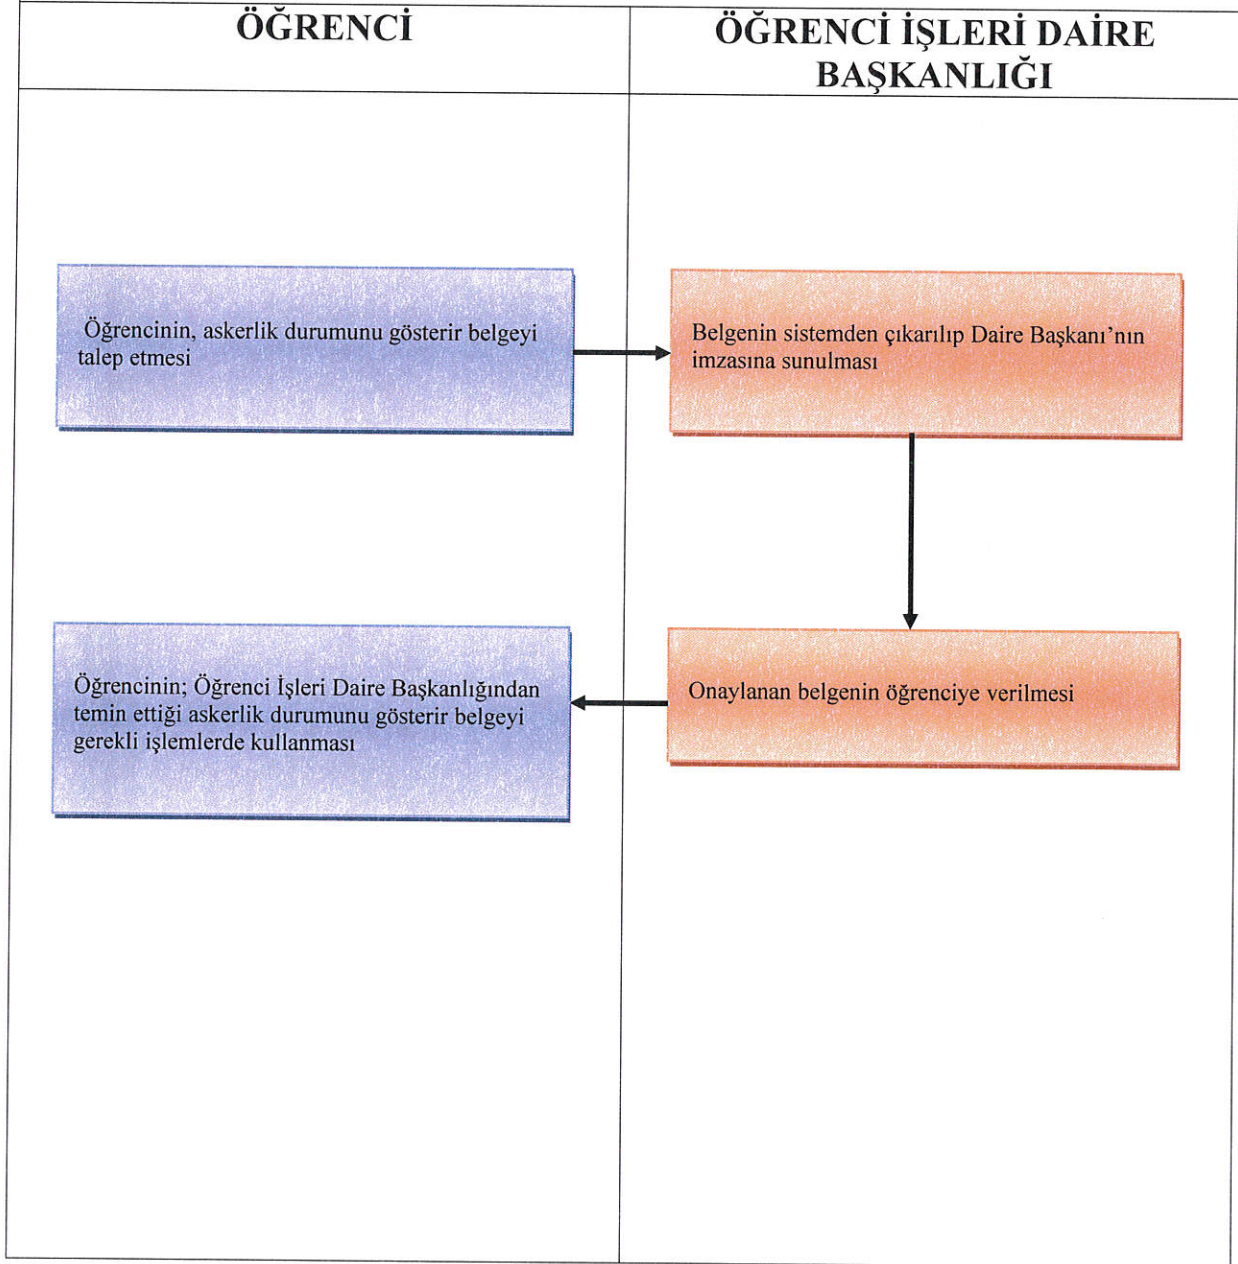 ÖĞRENCİ
ÖĞRENCİ İŞLERİ DAİRE
BAŞKANLIĞI
Öğrencinin, askerlik durumunu gösterir belgeyi
talep etmesi
Belgenin sistemden çıkarılıp Daire Başkanı’nın
imzasına sunulması
Onaylanan belgenin öğrenciye verilmesi
Öğrencinin; Öğrenci İşleri Daire Başkanlığından
temin ettiği askerlik durumunu gösterir belgeyi
gerekli işlemlerde kullanması